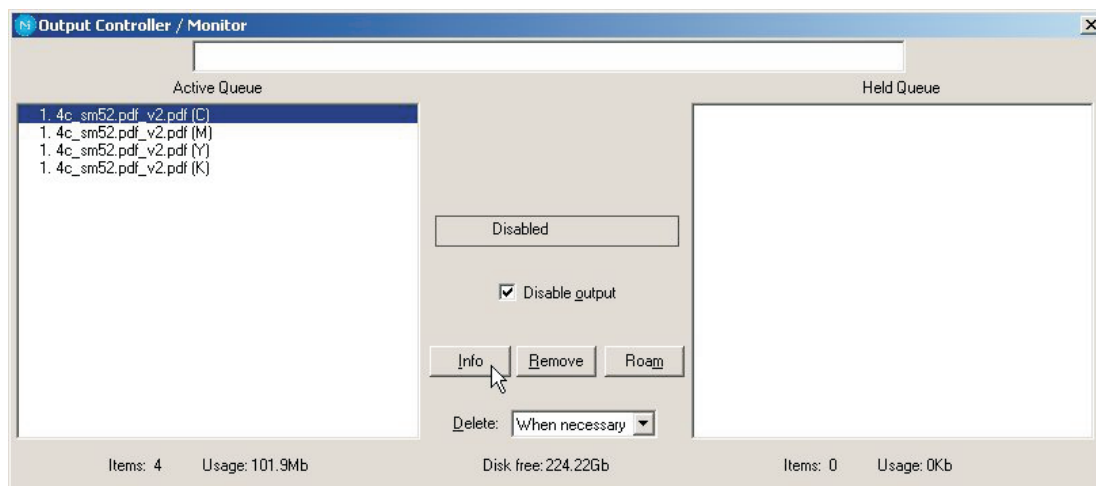 Output Controller / Monitor
Active Queue
Held Queue
1. 4c_sm52.pdf_v2.pdf (C)
1. 4c_sm52.pdf_v2.pdf (M)
1. 4c_sm52.pdf_v2.pdf (Y)
1. 4c_sm52.pdf_v2.pdf (K)
Disabled
Disable output
Info
Remove
Roam
Delete: When necessary
Items: 4 Usage: 101.9Mb
Disk free: 224.22Gb
Items: 0 Usage: 0Kb